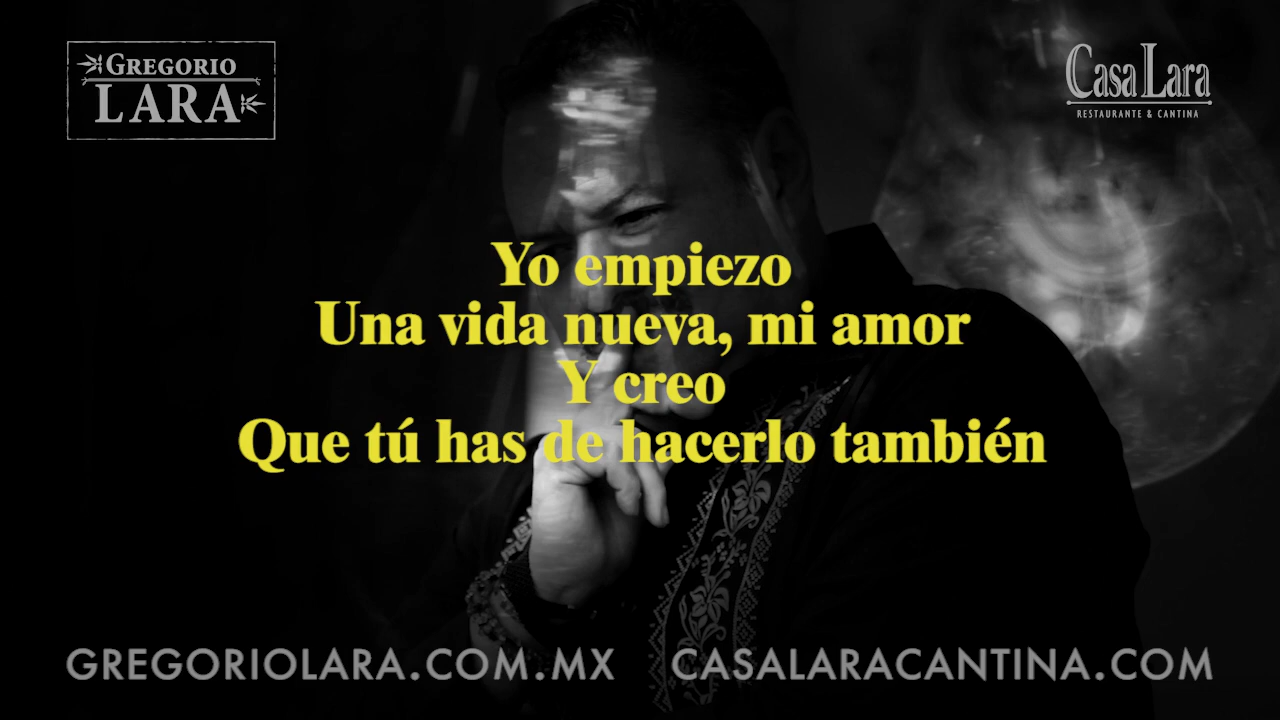 GREGORIO
LARA
Casa Lara
RESTAURANTE & CANTINA
Yo empiezo
Una vida nueva, mi amor
Y creo
Que tú has de hacerlo también
GREGORIOLARA.COM.MX
CASALARACANTINA.COM